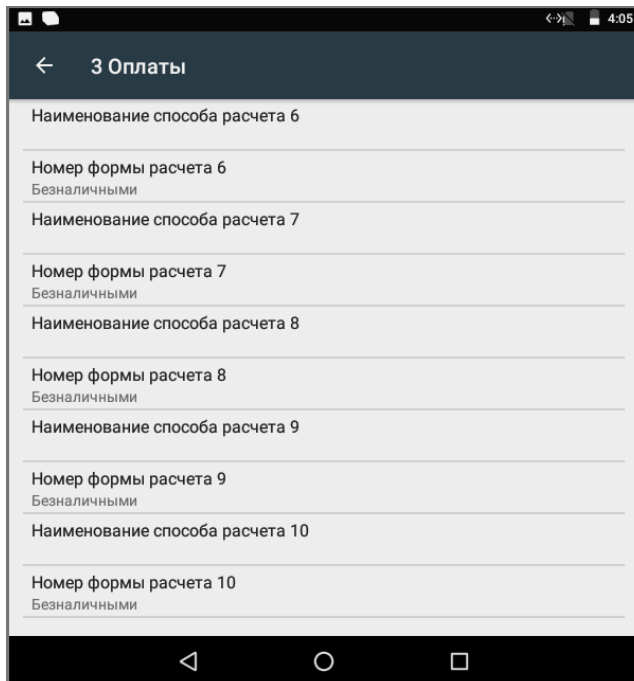 4:05
3 Оплаты
Наименование способа расчета 6
Номер формы расчета 6
Безналичными
Наименование способа расчета 7
Номер формы расчета 7
Безналичными
Наименование способа расчета 8
Номер формы расчета 8
Безналичными
Наименование способа расчета 9
Номер формы расчета 9
Безналичными
Наименование способа расчета 10
Номер формы расчета 10
Безналичными